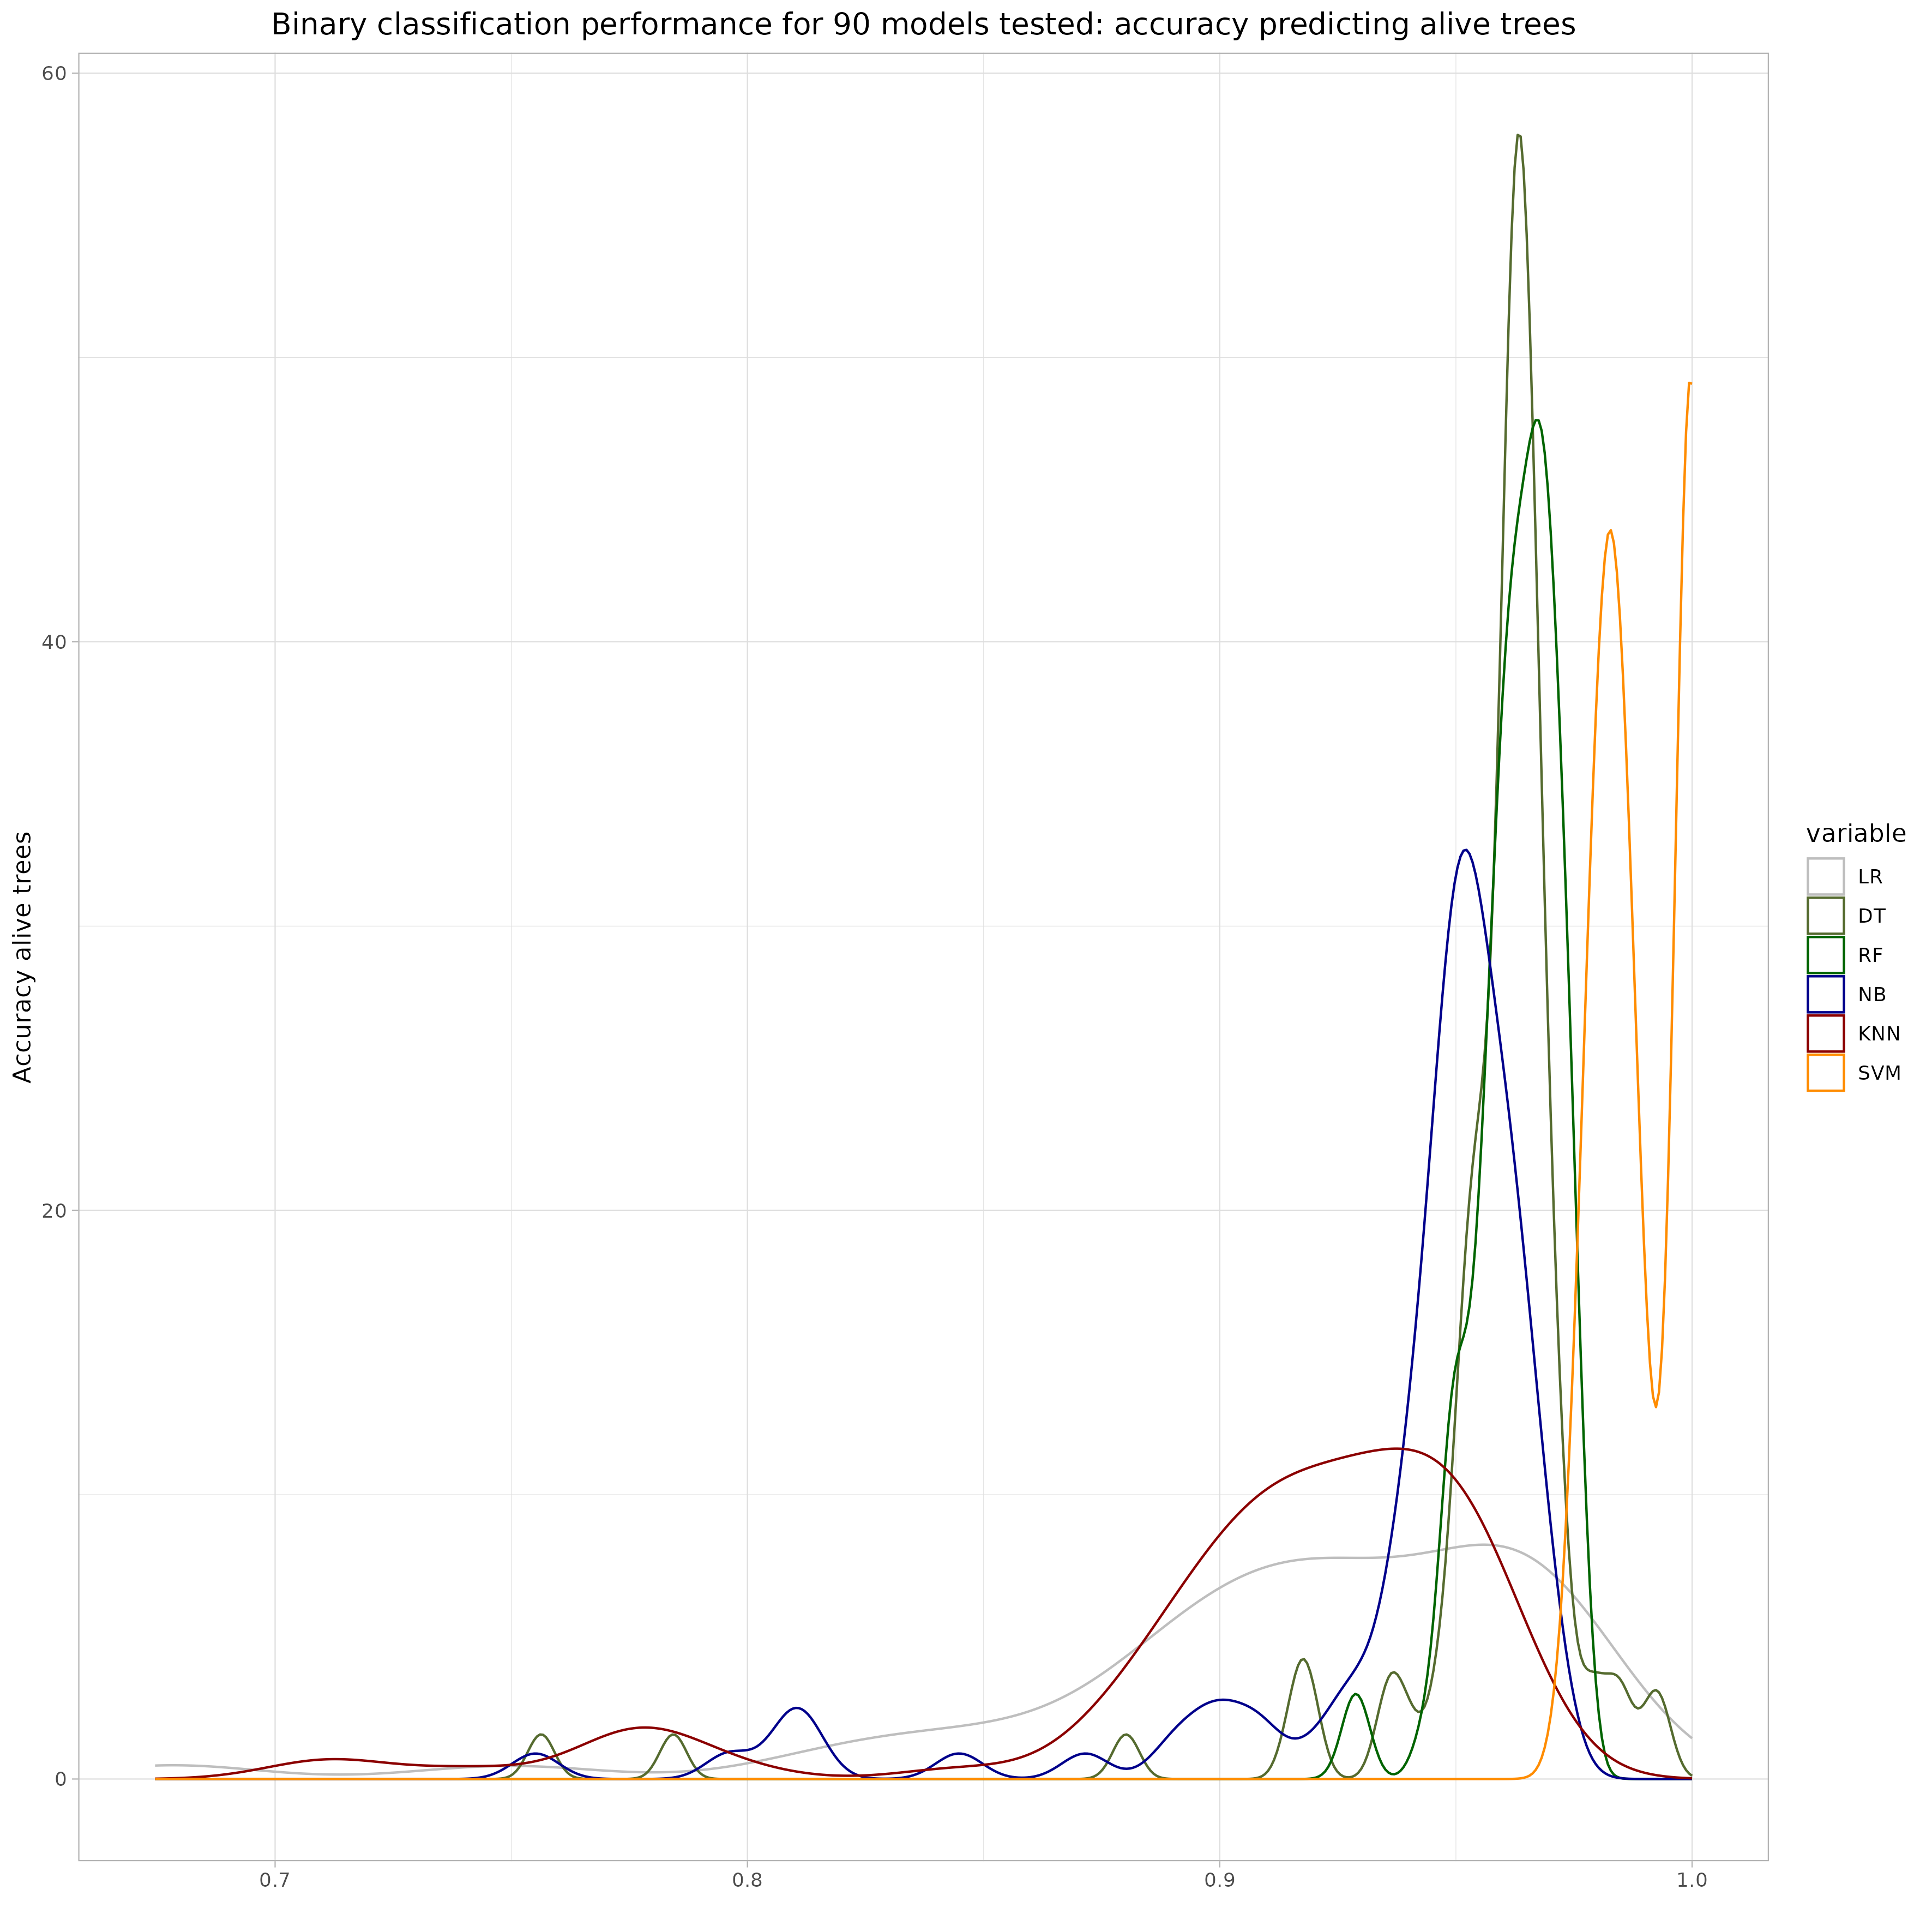 Binary classification performance for 90 models tested: accuracy predicting alive trees
60
40
20
0
Accuracy alive trees
0.7
0.8
0.9
1.0
variable
LR
DT
RF
NB
KNN
SVM